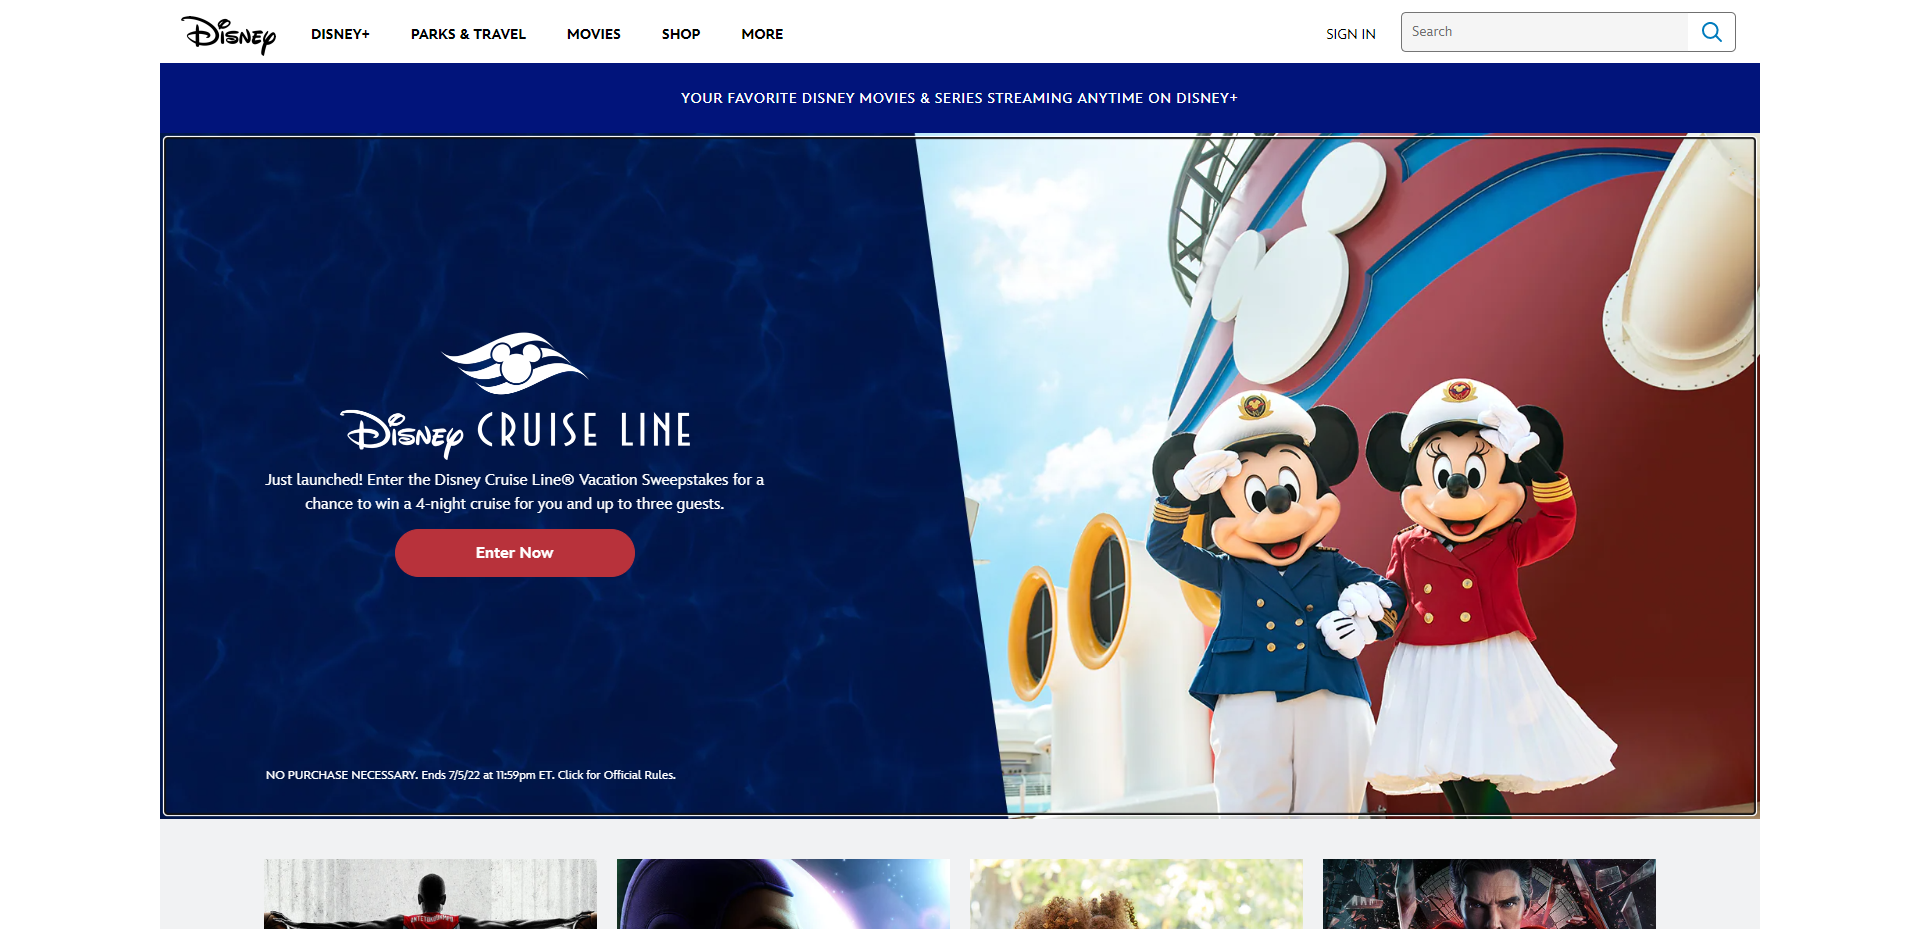 Disney
DISNEY+
PARKS & TRAVEL
MOVIES
SHOP
MORE
SIGN IN
Search
YOUR FAVORITE DISNEY MOVIES & SERIES STREAMING ANYTIME ON DISNEY+
Disney CRUISE LINE
Just launched! Enter the Disney Cruise Line® Vacation Sweepstakes for a
chance to win a 4-night cruise for you and up to three guests.
Enter Now
NO PURCHASE NECESSARY. Ends 7/5/22 at 11:59pm ET. Click for Official Rules.